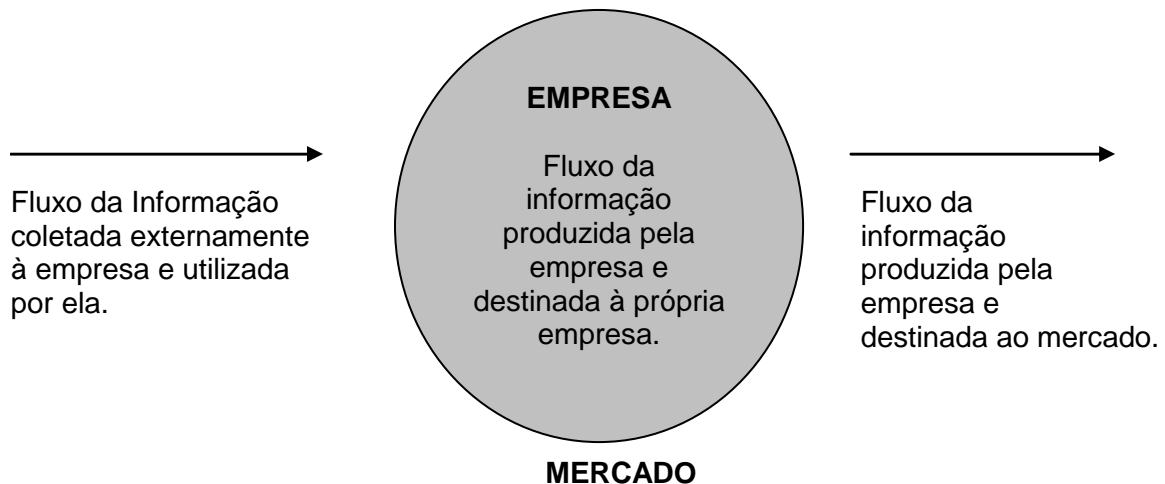 EMPRESA
Fluxo da
informação
produzida pela
empresa e
destinada à própria
empresa.
Fluxo da Informação
coletada externamente
à empresa e utilizada
por ela.
Fluxo da
informação
produzida pela
empresa e
destinada ao mercado.
MERCADO